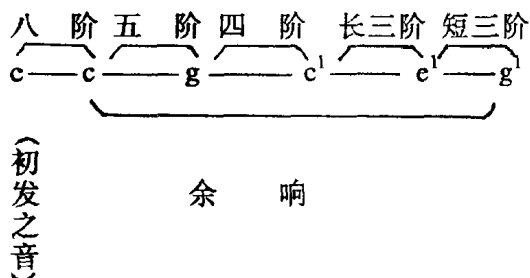 八阶 五阶 四阶 长三阶 短三阶
c — c — g — c¹ — e¹ — g¹
余响
（初发之音）